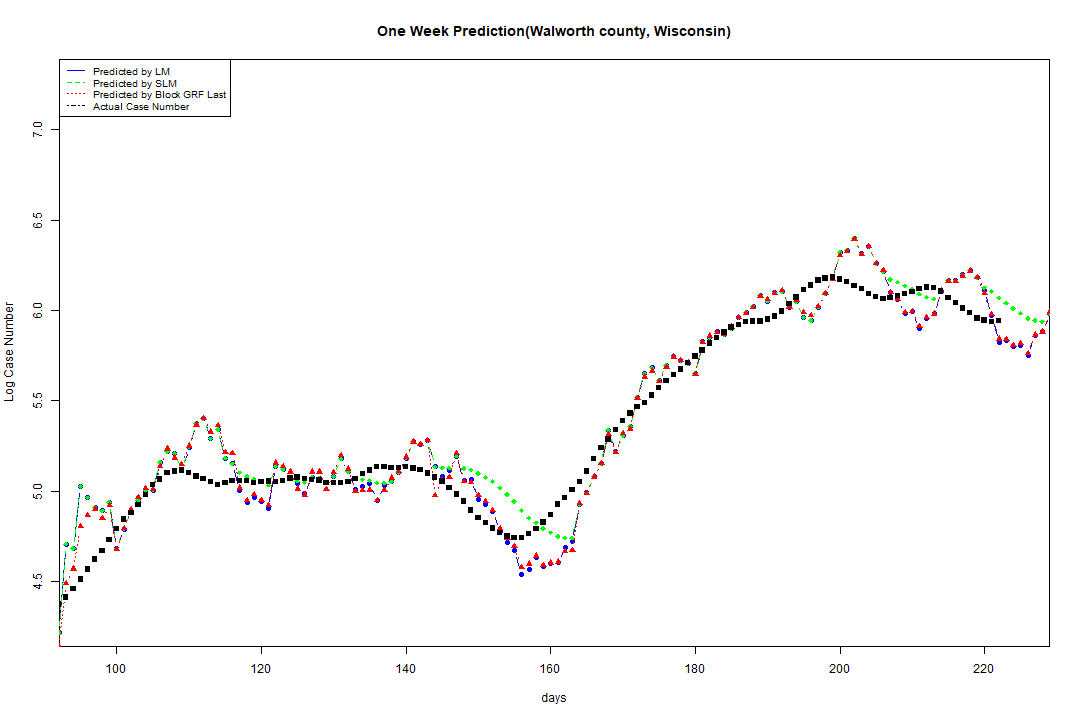 One Week Prediction(Walworth county, Wisconsin)
Predicted by LM
Predicted by SLM
Predicted by Block GRF Last
Actual Case Number
7.0
6.5
6.0
5.5
5.0
4.5
Log Case Number
100 120 140 160 180 200 220
days